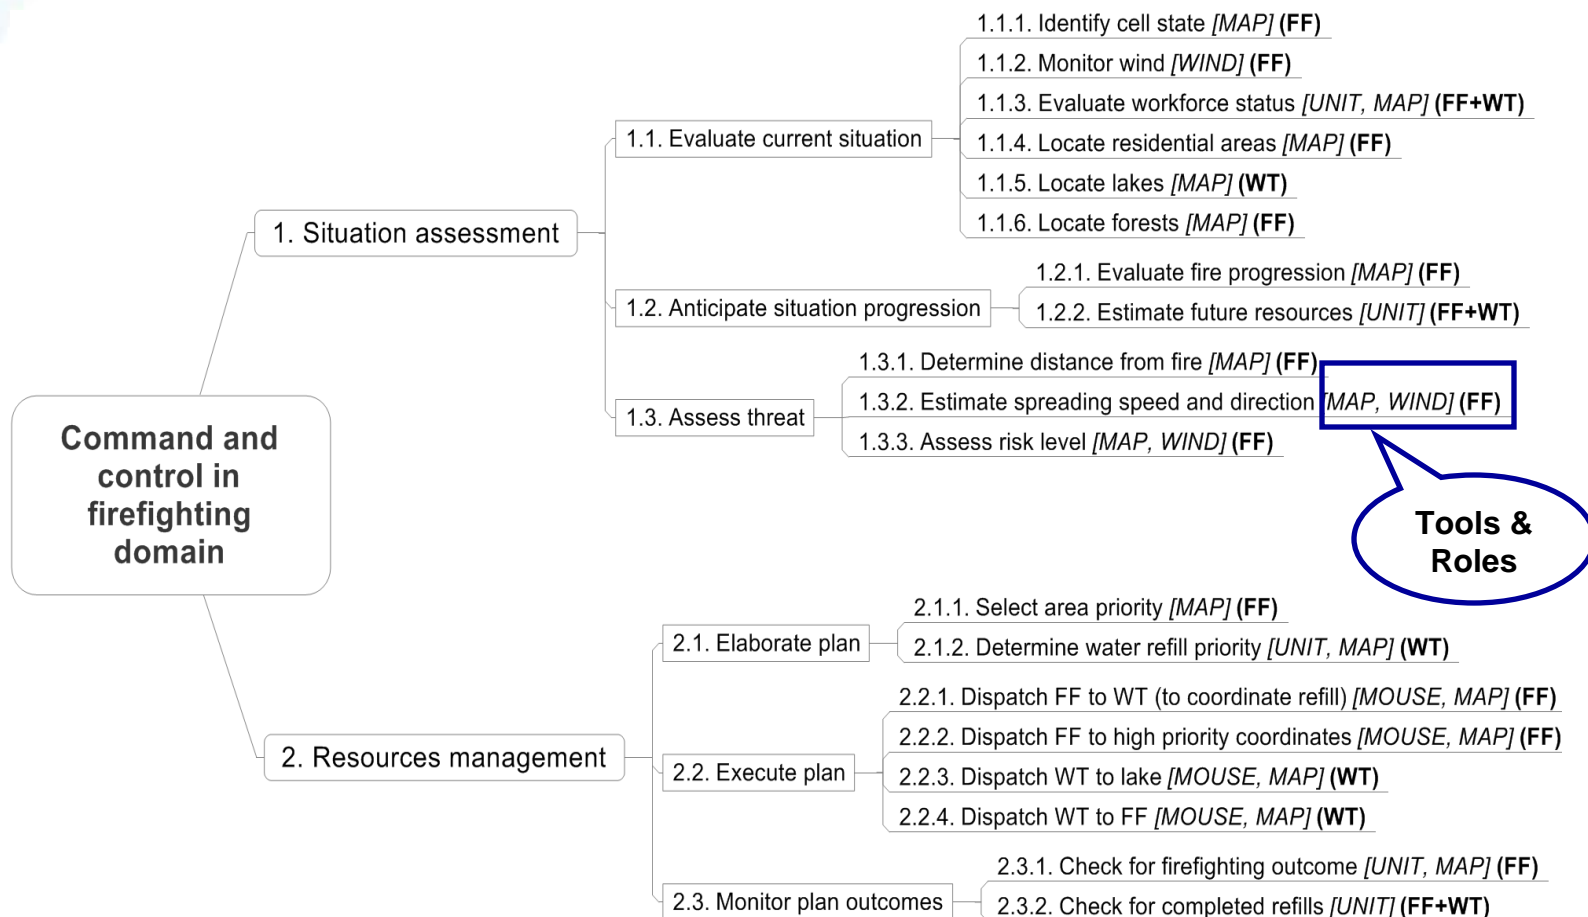 Command and
control in
firefighting
domain
1. Situation assessment
1.1. Evaluate current situation
1.1.1. Identify cell state [MAP] (FF)
1.1.2. Monitor wind [WIND] (FF)
1.1.3. Evaluate workforce status [UNIT, MAP] (FF+WT)
1.1.4. Locate residential areas [MAP] (FF)
1.1.5. Locate lakes [MAP] (WT)
1.1.6. Locate forests [MAP] (FF)
1.2. Anticipate situation progression
1.2.1. Evaluate fire progression [MAP] (FF)
1.2.2. Estimate future resources [UNIT] (FF+WT)
1.3. Assess threat
1.3.1. Determine distance from fire [MAP] (FF)
1.3.2. Estimate spreading speed and direction [MAP, WIND] (FF)
1.3.3. Assess risk level [MAP, WIND] (FF)
Tools &
Roles
2. Resources management
2.1. Elaborate plan
2.1.1. Select area priority [MAP] (FF)
2.1.2. Determine water refill priority [UNIT, MAP] (WT)
2.2. Execute plan
2.2.1. Dispatch FF to WT (to coordinate refill) [MOUSE, MAP] (FF)
2.2.2. Dispatch FF to high priority coordinates [MOUSE, MAP] (FF)
2.2.3. Dispatch WT to lake [MOUSE, MAP] (WT)
2.2.4. Dispatch WT to FF [MOUSE, MAP] (WT)
2.3. Monitor plan outcomes
2.3.1. Check for firefighting outcome [UNIT, MAP] (FF)
2.3.2. Check for completed refills [UNIT] (FF+WT)